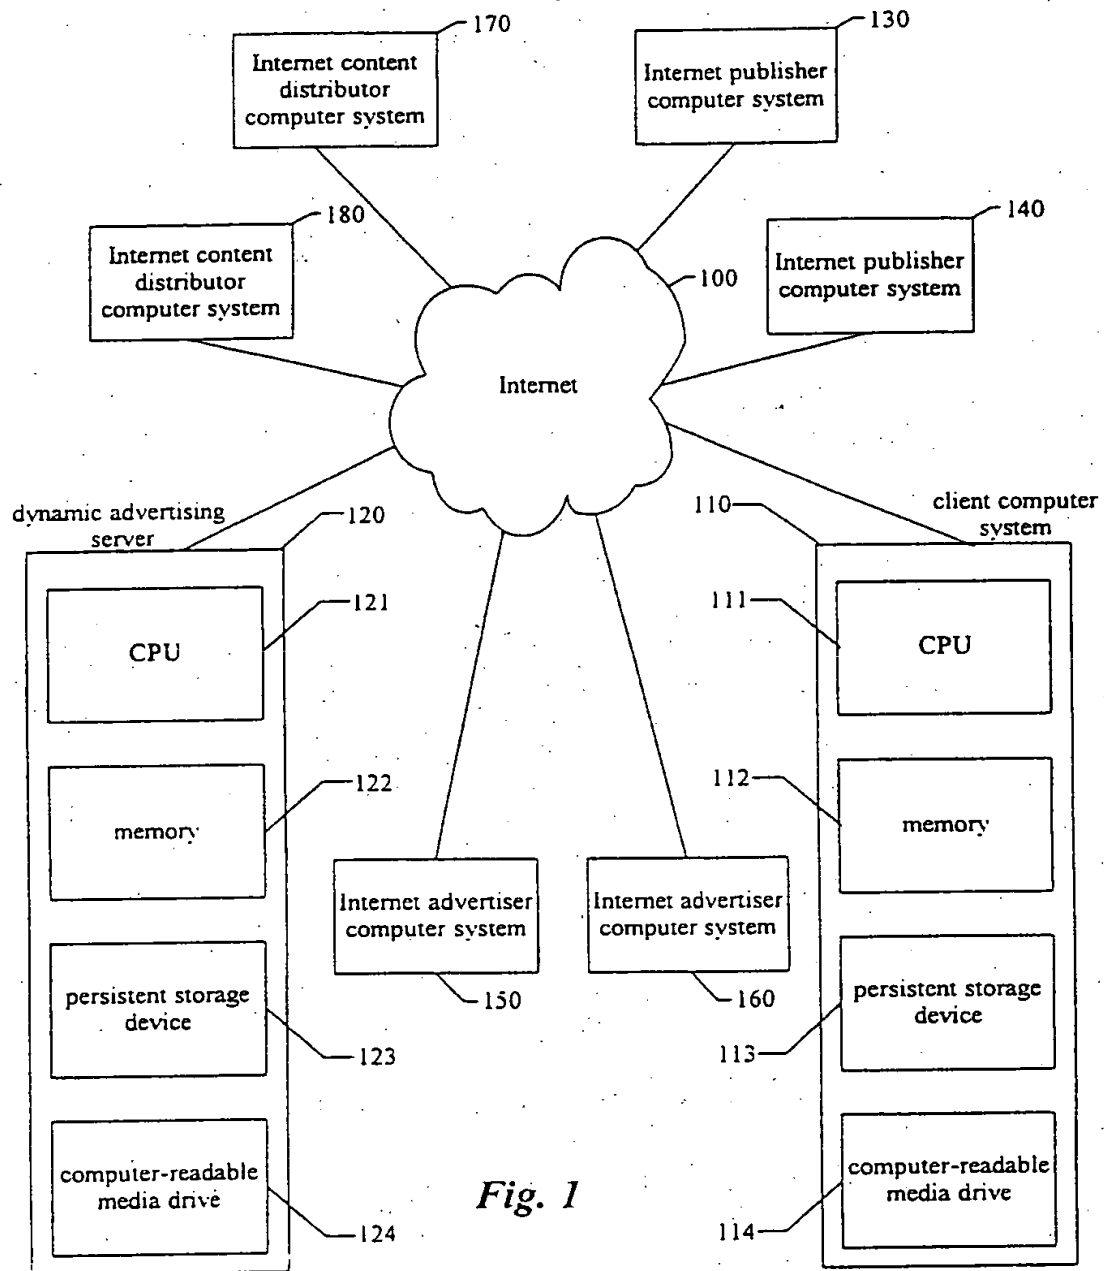 170
Internet content
distributor
computer system
130
Internet publisher
computer system
180
Internet content
distributor
computer system
140
Internet publisher
computer system
100
Internet
dynamic advertising
server
120
110
client computer
system
121
CPU
111
CPU
122
memory
112
memory
Internet advertiser
computer system
150
Internet advertiser
computer system
160
persistent storage
device
123
persistent storage
device
113
computer-readable
media drive
124
computer-readable
media drive
114
Fig. 1